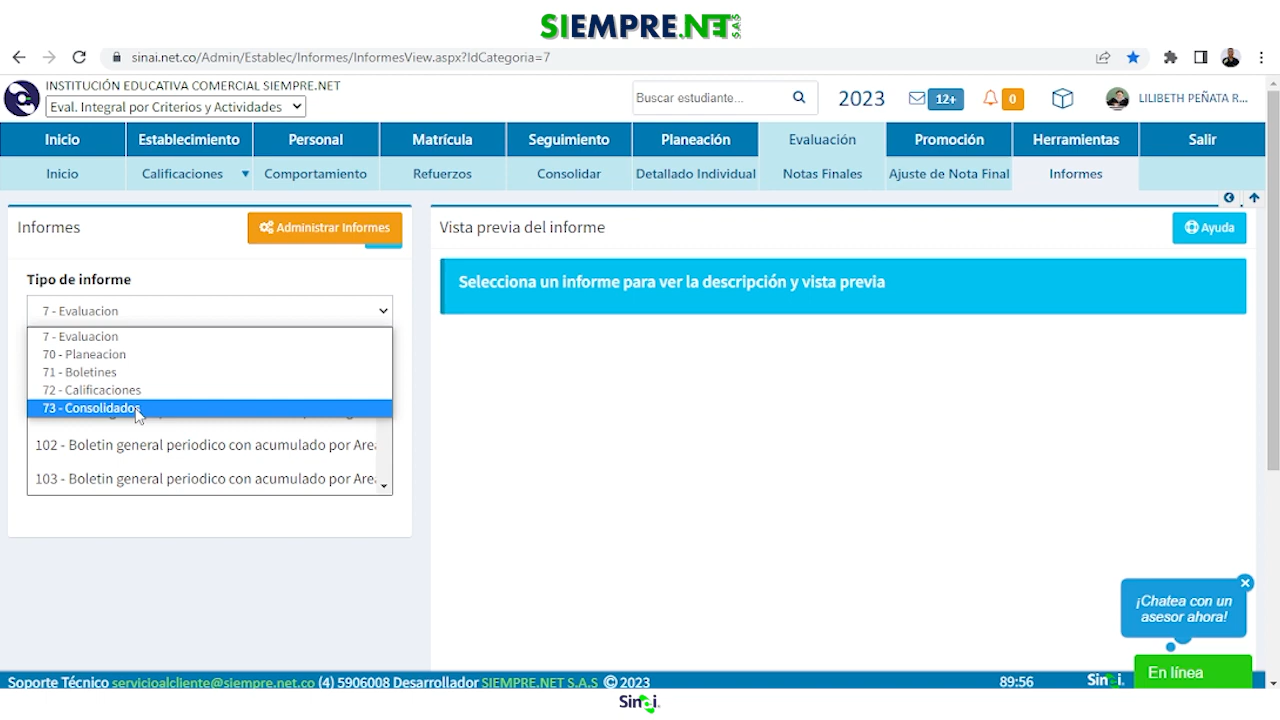 SIEMPRE.NET S.A.S
sinai.net.co/Admin/Establec/Informes/InformesView.aspx?IdCategoria=7
INSTITUCIÓN EDUCATIVA COMERCIAL SIEMPRE.NET
Eval. Integral por Criterios y Actividades
Buscar estudiante...
2023
12+
0
LILIBETH PEÑATA R...
Inicio
Establecimiento
Personal
Matrícula
Seguimiento
Planeación
Evaluación
Promoción
Herramientas
Salir
Inicio
Calificaciones
Comportamiento
Refuerzos
Consolidar
Detallado Individual
Notas Finales
Ajuste de Nota Final
Informes
Informes
Administrar Informes
Vista previa del informe
Ayuda
Tipo de informe
Selecciona un informe para ver la descripción y vista previa
7 - Evaluacion
7 - Evaluacion
70 - Planeacion
71 - Boletines
72 - Calificaciones
73 - Consolidados
102 - Boletin general periodico con acumulado por Are
103 - Boletin general periodico con acumulado por Are
¡Chatea con un
asesor ahora!
En línea
Soporte Técnico servicioalcliente@siempre.net.co (4) 5906008 Desarrollador SIEMPRE.NET S.A.S © 2023
89:56
Sinai.
Sinai.